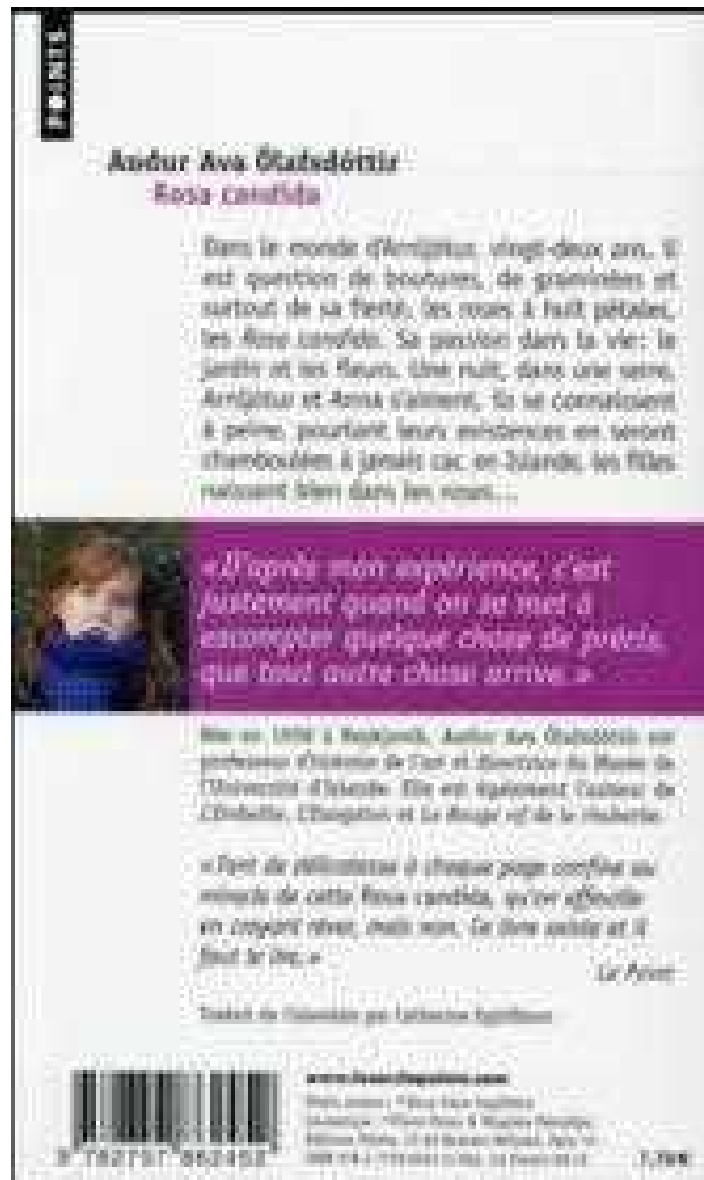 POINTS
Auður Ava Ólafsdóttir
Rosa candida
Dans le monde d'Arnljótur, vingt-deux ans, il
est question de boutures, de graminées et
surtout de sa fierté, les roses à huit pétales,
les Rosa candida. Sa passion dans la vie : le
jardin et les fleurs. Une nuit, dans une serre,
Arnljótur et Anna s'aiment. Ils se connaissent
à peine, pourtant leurs existences en seront
chamboulées à jamais car, en Islande, les filles
naissent bien dans les roses...
« D'après mon expérience, c'est
justement quand on se met à
escompter quelque chose de précis,
que tout autre chose arrive. »
Née en 1958 à Reykjavík, Auður Ava Ólafsdóttir est
professeur d'histoire de l'art et directrice du Musée de
l'Université d'Islande. Elle est également l'auteur de
L'Embellie, L'Exception et Le Rouge vif de la rhubarbe.
« Tant de délicatesse à chaque page confine au
miracle de cette Rosa candida, qu'on effeuille
en croyant rêver, mais non. Ce livre existe et il
faut le lire. »
Le Point
Traduit de l'islandais par Catherine Eyjólfsson
www.lecerclepoints.com
9 782757 862452